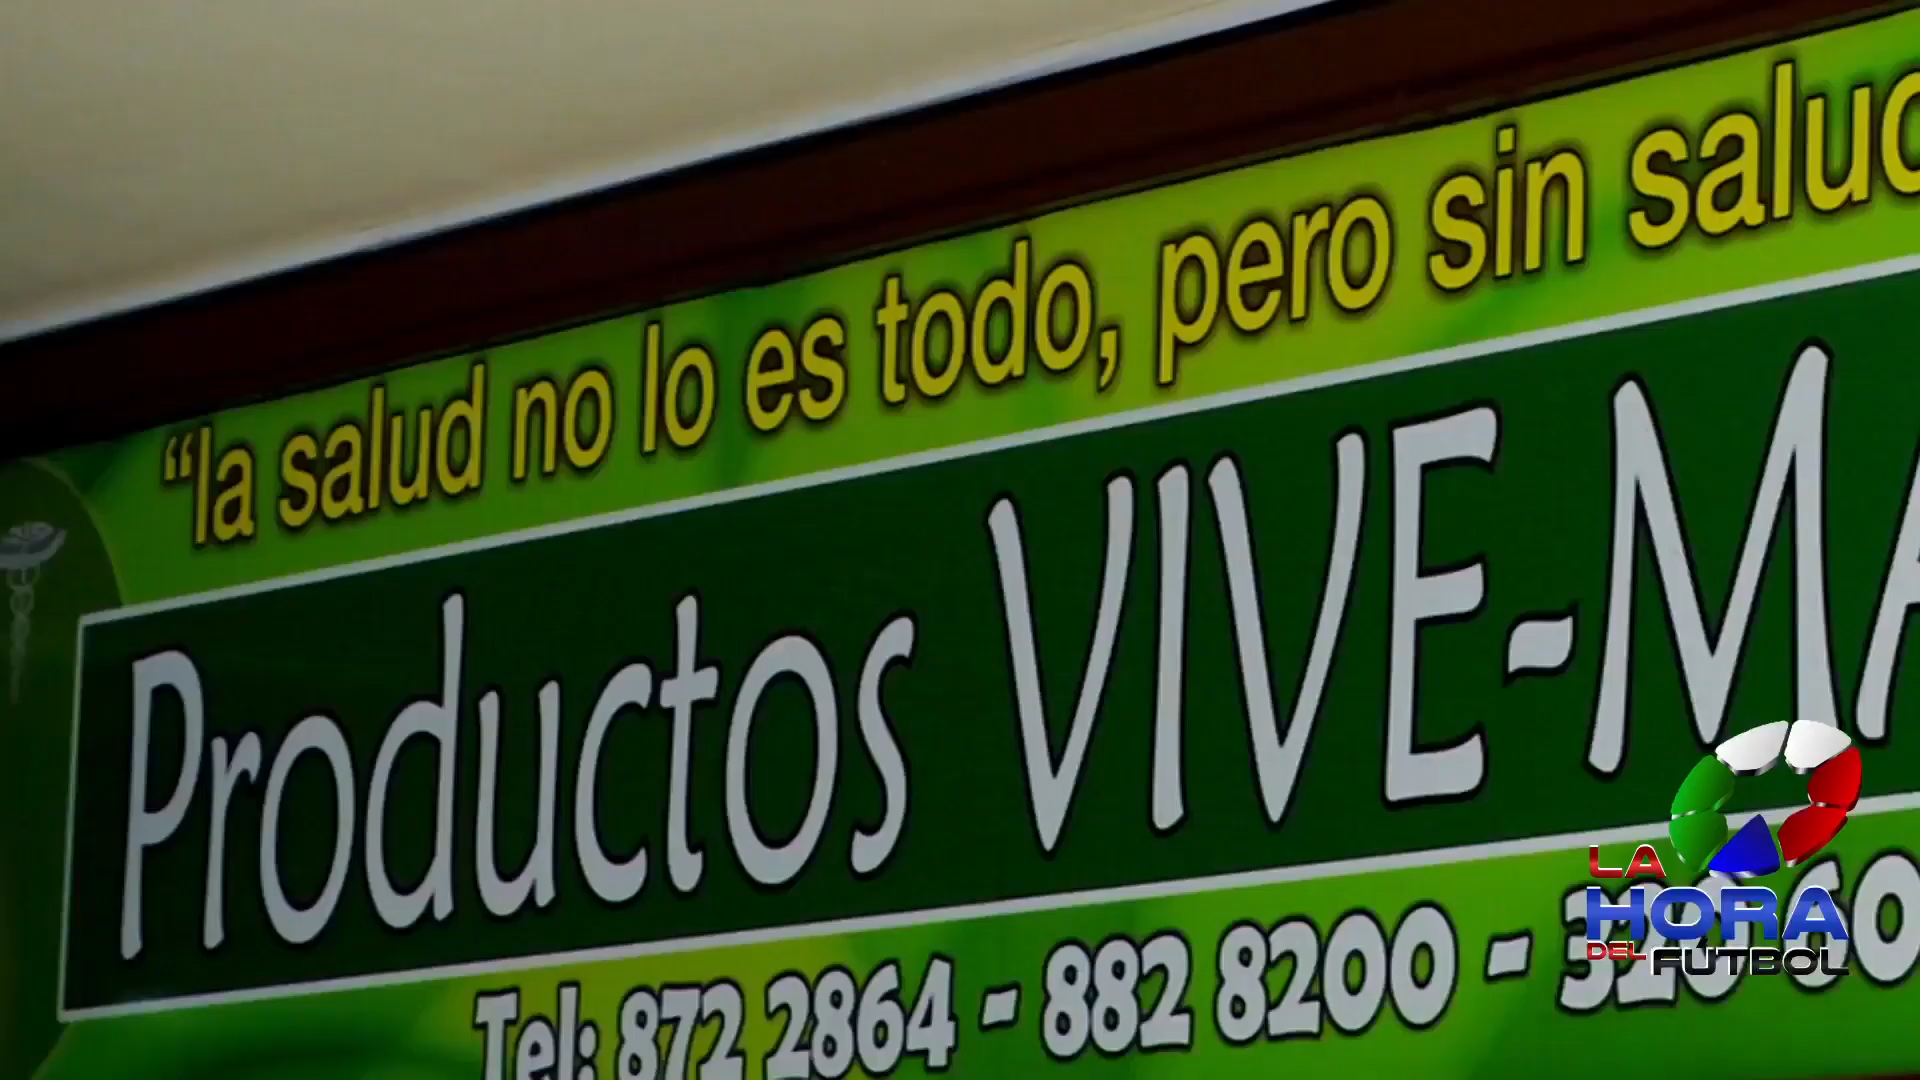 “la salud no lo es todo, pero sin salud
Productos VIVE-MA
Tel: 872 2864 - 882 8200 -
LA
HORA
DEL FUTBOL